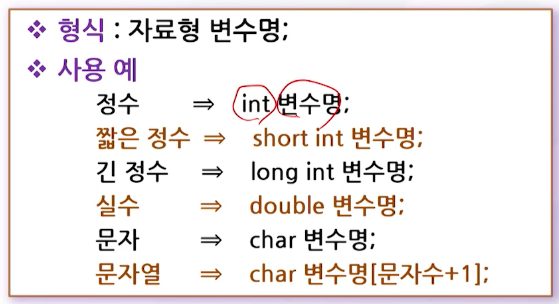 ❖ 형식 : 자료형 변수명;
❖ 사용 예
정수 ⇒ int 변수명;
짧은 정수 ⇒ short int 변수명;
긴 정수 ⇒ long int 변수명;
실수 ⇒ double 변수명;
문자 ⇒ char 변수명;
문자열 ⇒ char 변수명[문자수+1];